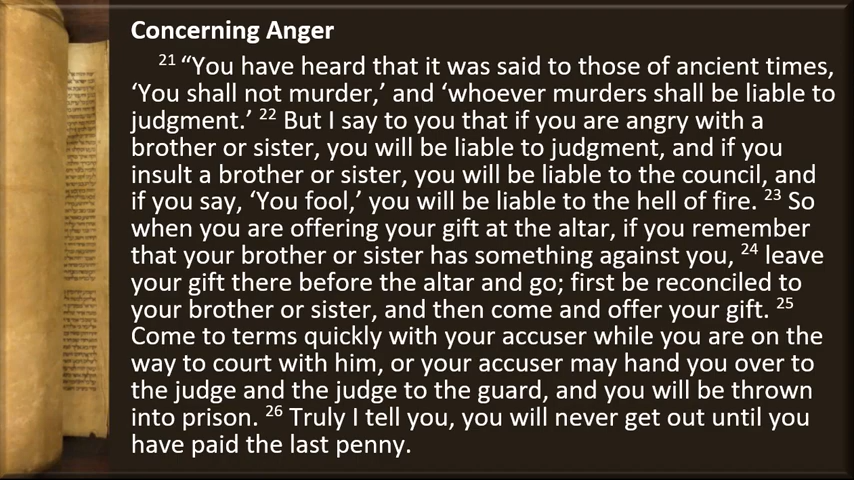 Concerning Anger
21 “You have heard that it was said to those of ancient times,
‘You shall not murder,’ and ‘whoever murders shall be liable to
judgment.’ 22 But I say to you that if you are angry with a
brother or sister, you will be liable to judgment, and if you
insult a brother or sister, you will be liable to the council, and
if you say, ‘You fool,’ you will be liable to the hell of fire. 23 So
when you are offering your gift at the altar, if you remember
that your brother or sister has something against you, 24 leave
your gift there before the altar and go; first be reconciled to
your brother or sister, and then come and offer your gift. 25
Come to terms quickly with your accuser while you are on the
way to court with him, or your accuser may hand you over to
the judge and the judge to the guard, and you will be thrown
into prison. 26 Truly I tell you, you will never get out until you
have paid the last penny.